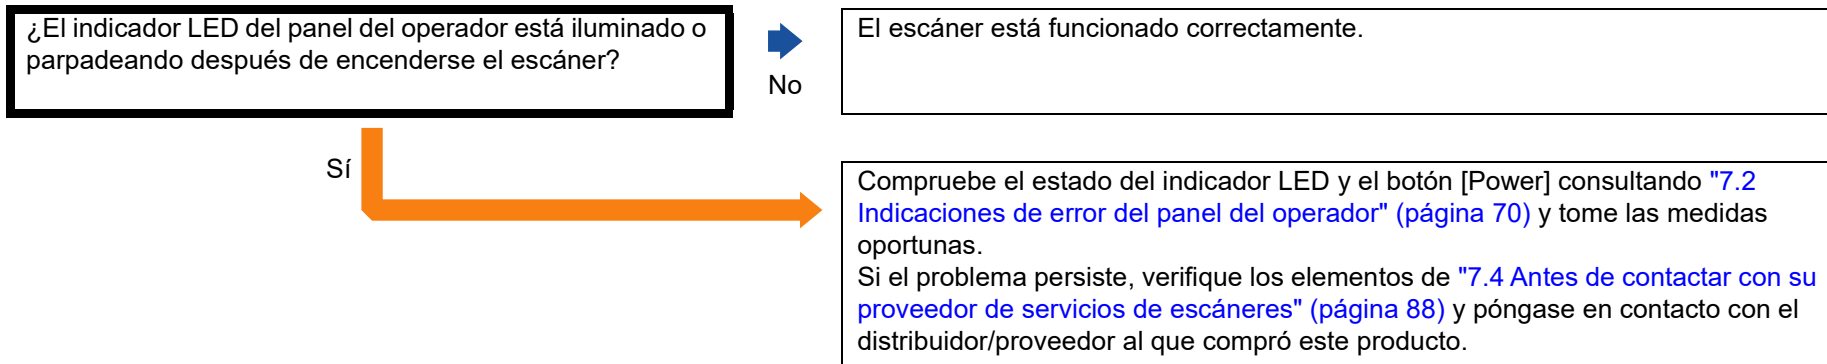 ¿El indicador LED del panel del operador está iluminado o
parpadeando después de encenderse el escáner?
No
El escáner está funcionado correctamente.
Sí
Compruebe el estado del indicador LED y el botón [Power] consultando "7.2
Indicaciones de error del panel del operador" (página 70) y tome las medidas
oportunas.
Si el problema persiste, verifique los elementos de "7.4 Antes de contactar con su
proveedor de servicios de escáneres" (página 88) y póngase en contacto con el
distribuidor/proveedor al que compró este producto.